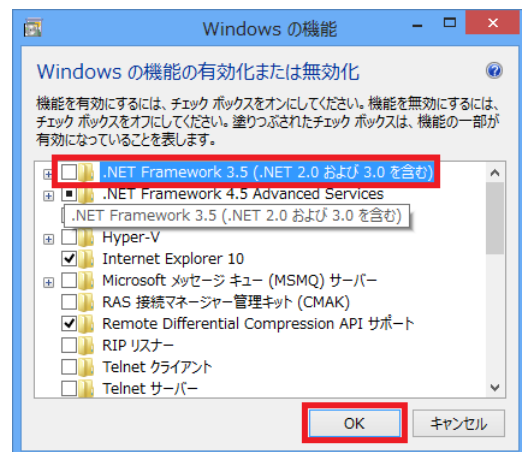 Windows の機能
Windows の機能の有効化または無効化
機能を有効にするには、チェック ボックスをオンにしてください。機能を無効にするには、
チェック ボックスをオフにしてください。塗りつぶされたチェック ボックスは、機能の一部が
有効になっていることを表します。
.NET Framework 3.5 (.NET 2.0 および 3.0 を含む)
.NET Framework 4.5 Advanced Services
.NET Framework 3.5 (.NET 2.0 および 3.0 を含む)
Hyper-V
Internet Explorer 10
Microsoft メッセージ キュー (MSMQ) サーバー
RAS 接続マネージャー管理キット (CMAK)
Remote Differential Compression API サポート
RIP リスナー
Telnet クライアント
Telnet サーバー
OK
キャンセル